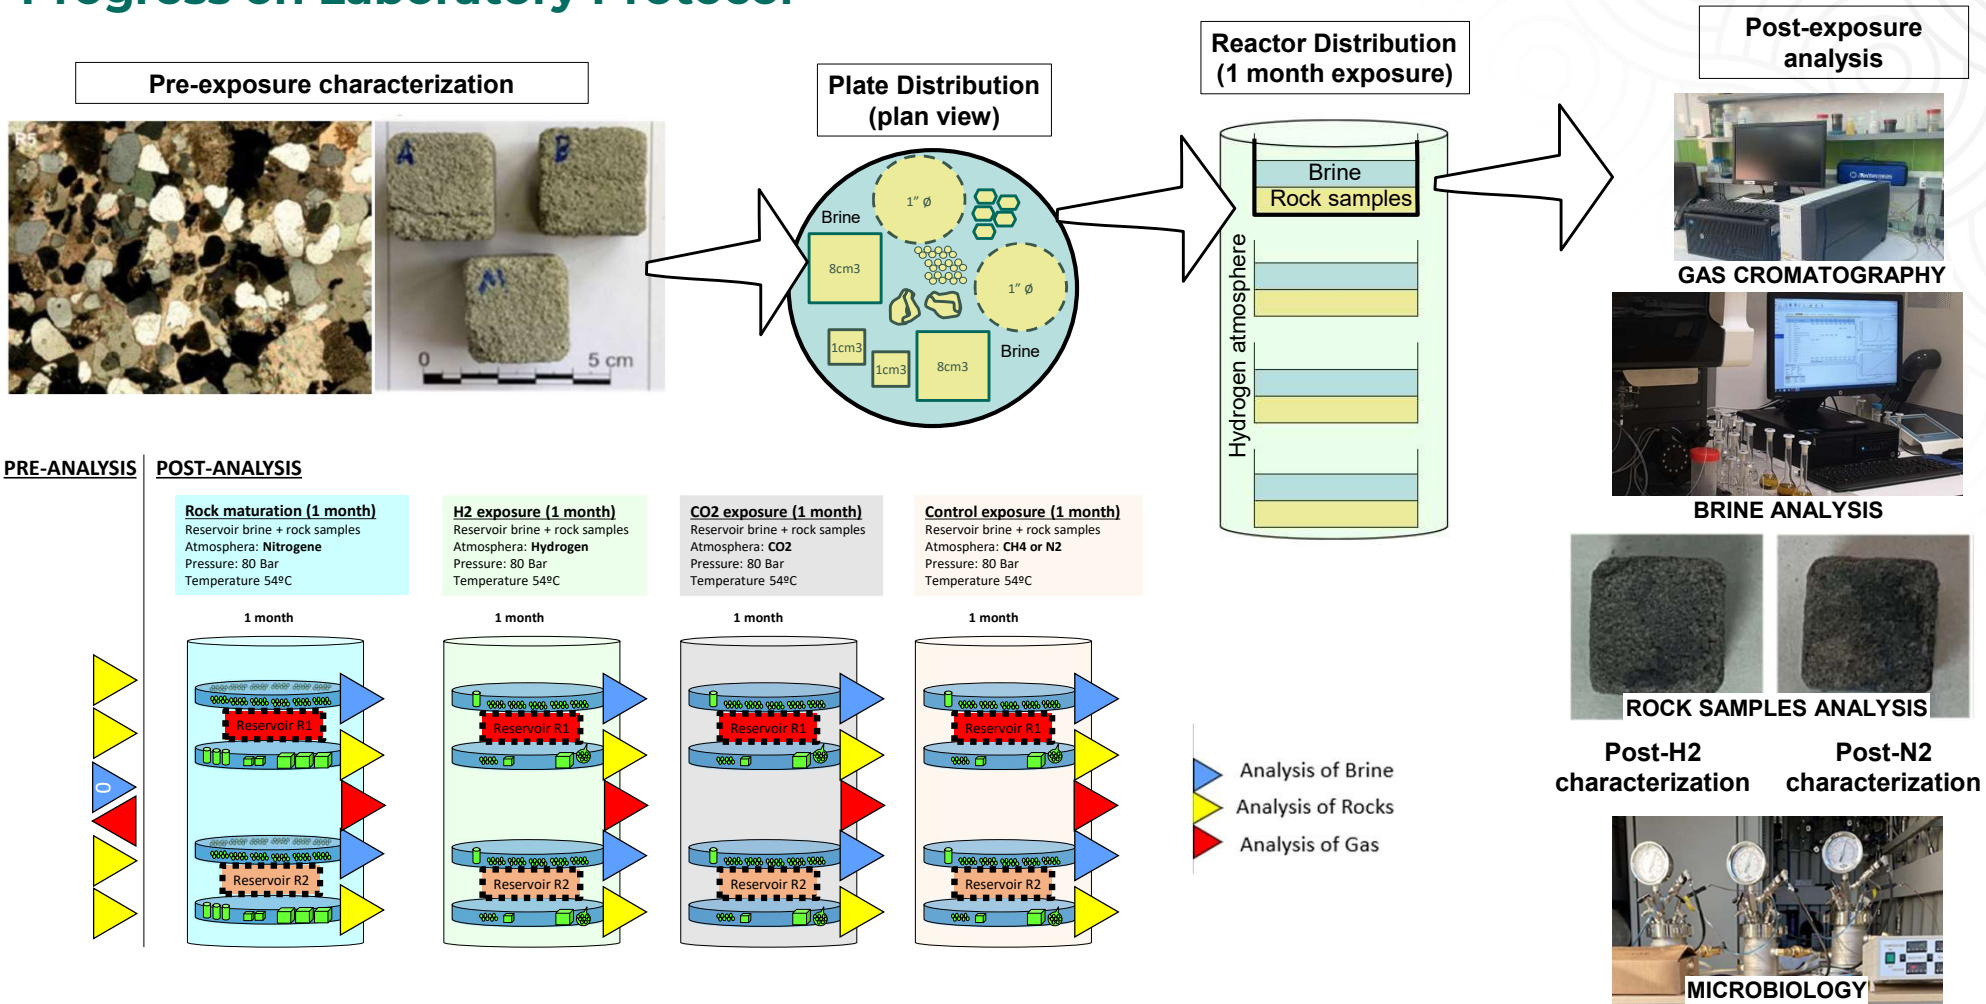 Progress on Laboratory Protocol
Pre-exposure characterization
R5
A
B
M
0
5 cm
Plate Distribution
(plan view)
1" Ø
Brine
8cm3
1" Ø
1cm3
1cm3
8cm3
Brine
Reactor Distribution
(1 month exposure)
Brine
Rock samples
Hydrogen atmosphere
Post-exposure
analysis
GAS CROMATOGRAPHY
BRINE ANALYSIS
ROCK SAMPLES ANALYSIS
Post-H2
characterization
Post-N2
characterization
MICROBIOLOGY
PRE-ANALYSIS
POST-ANALYSIS
Rock maturation (1 month)
Reservoir brine + rock samples
Atmosphera: Nitrogene
Pressure: 80 Bar
Temperature 54ºC
H2 exposure (1 month)
Reservoir brine + rock samples
Atmosphera: Hydrogen
Pressure: 80 Bar
Temperature 54ºC
CO2 exposure (1 month)
Reservoir brine + rock samples
Atmosphera: CO2
Pressure: 80 Bar
Temperature 54ºC
Control exposure (1 month)
Reservoir brine + rock samples
Atmosphera: CH4 or N2
Pressure: 80 Bar
Temperature 54ºC
1 month
1 month
1 month
1 month
0
Reservoir R1
Reservoir R1
Reservoir R1
Reservoir R1
Reservoir R2
Reservoir R2
Reservoir R2
Reservoir R2
Analysis of Brine
Analysis of Rocks
Analysis of Gas